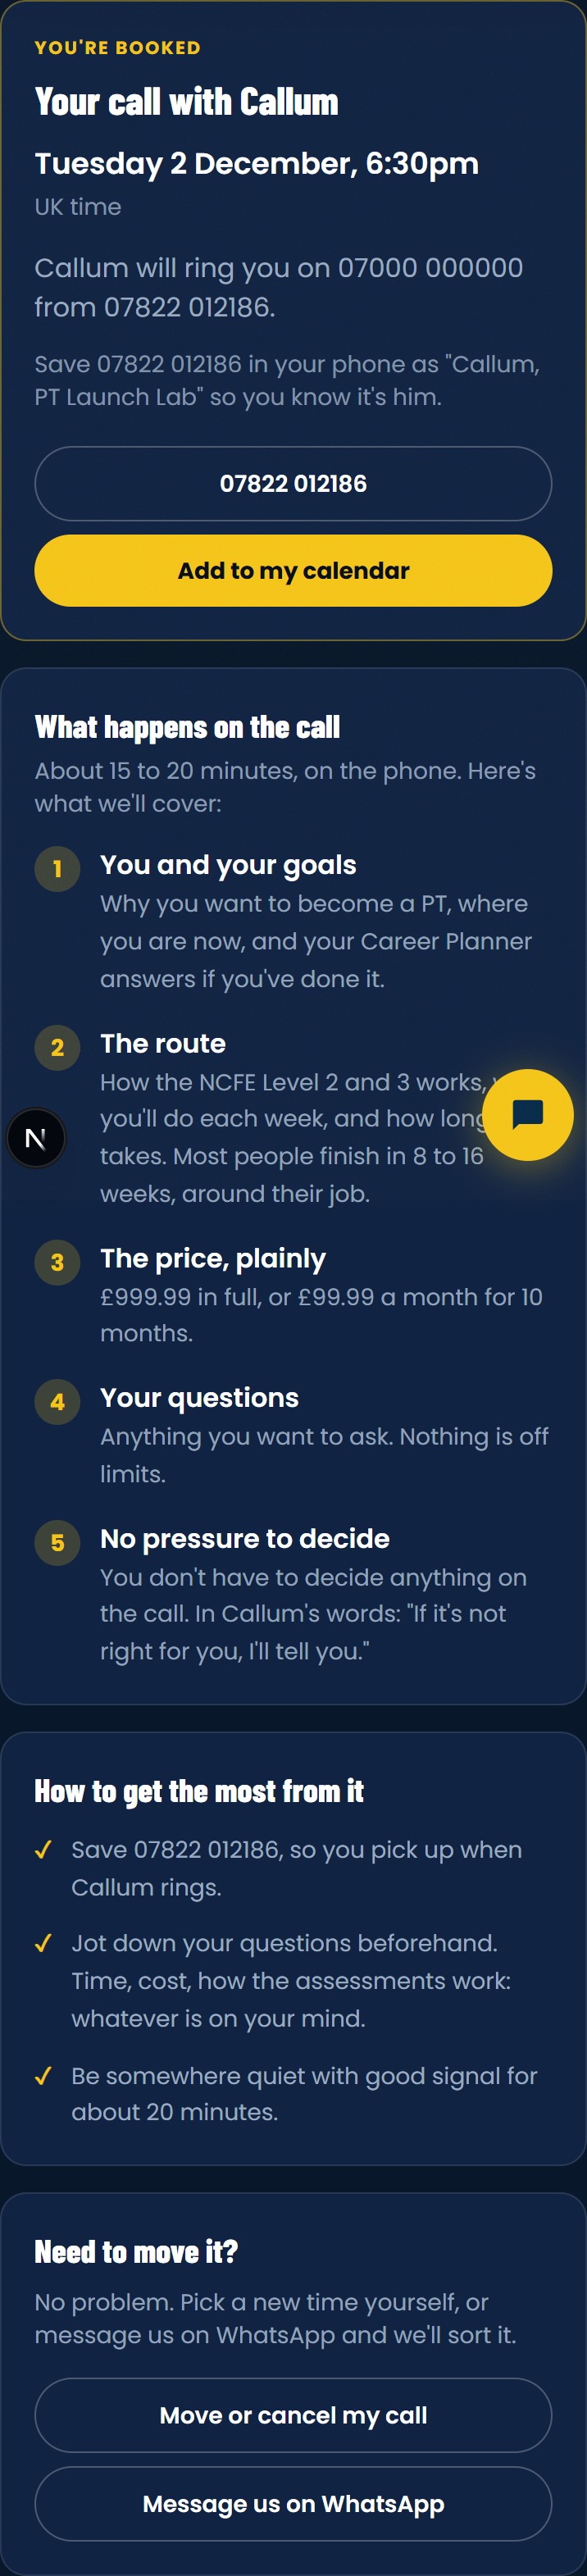 YOU'RE BOOKED
Your call with Callum
Tuesday 2 December, 6:30pm
UK time
Callum will ring you on 07000 000000
from 07822 012186.
Save 07822 012186 in your phone as "Callum,
PT Launch Lab" so you know it's him.
07822 012186
Add to my calendar
What happens on the call
About 15 to 20 minutes, on the phone. Here's
what we'll cover:
1
You and your goals
Why you want to become a PT, where
you are now, and your Career Planner
answers if you've done it.
2
The route
How the NCFE Level 2 and 3 works,
you'll do each week, and how long
takes. Most people finish in 8 to 16
weeks, around their job.
N
3
The price, plainly
£999.99 in full, or £99.99 a month for 10
months.
4
Your questions
Anything you want to ask. Nothing is off
limits.
5
No pressure to decide
You don't have to decide anything on
the call. In Callum's words: "If it's not
right for you, I'll tell you."
How to get the most from it
Save 07822 012186, so you pick up when
Callum rings.
Jot down your questions beforehand.
Time, cost, how the assessments work:
whatever is on your mind.
Be somewhere quiet with good signal for
about 20 minutes.
Need to move it?
No problem. Pick a new time yourself, or
message us on WhatsApp and we'll sort it.
Move or cancel my call
Message us on WhatsApp